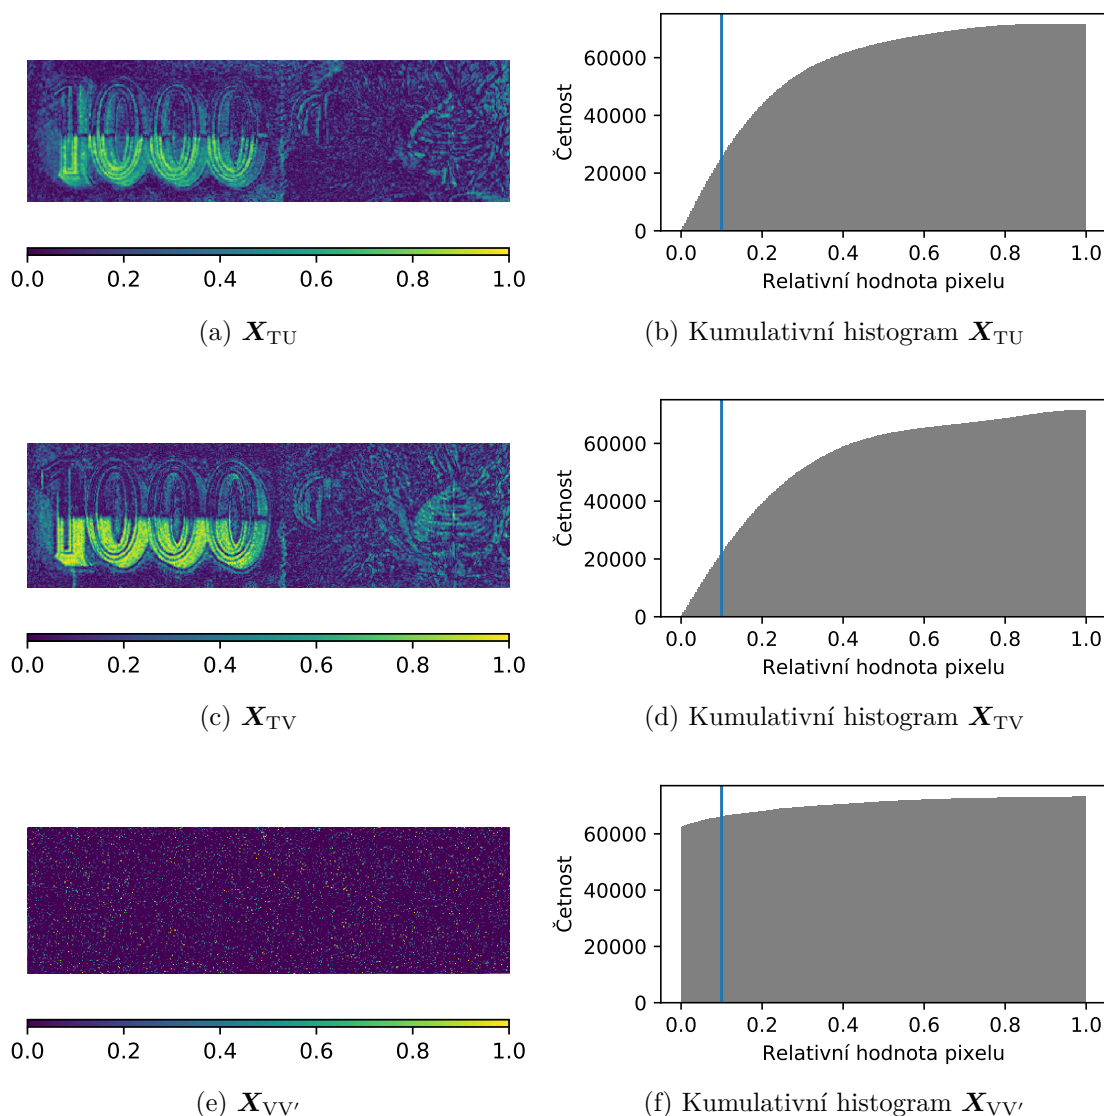 1000
0.0 0.2 0.4 0.6 0.8 1.0
(a) X_TU
60000
40000
20000
0
Četnost
0.0 0.2 0.4 0.6 0.8 1.0
Relativní hodnota pixelu
(b) Kumulativní histogram X_TU
1000
0.0 0.2 0.4 0.6 0.8 1.0
(c) X_TV
60000
40000
20000
0
Četnost
0.0 0.2 0.4 0.6 0.8 1.0
Relativní hodnota pixelu
(d) Kumulativní histogram X_TV
0.0 0.2 0.4 0.6 0.8 1.0
(e) X_VV′
60000
40000
20000
0
Četnost
0.0 0.2 0.4 0.6 0.8 1.0
Relativní hodnota pixelu
(f) Kumulativní histogram X_VV′